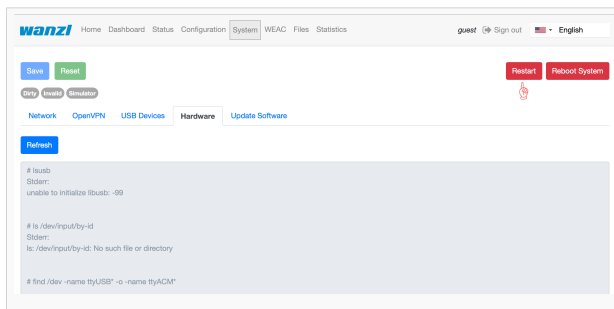 wanzl Home Dashboard Status Configuration System WEAC Files Statistics guest Sign out English
Save Reset Restart Reboot System
Dirty Invalid Simulator
Network OpenVPN USB Devices Hardware Update Software
Refresh
# lsusb
Stderr:
unable to initialize libusb: -99
# ls /dev/input/by-id
Stderr:
ls: /dev/input/by-id: No such file or directory
# find /dev -name ttyUSB* -o -name ttyACM*